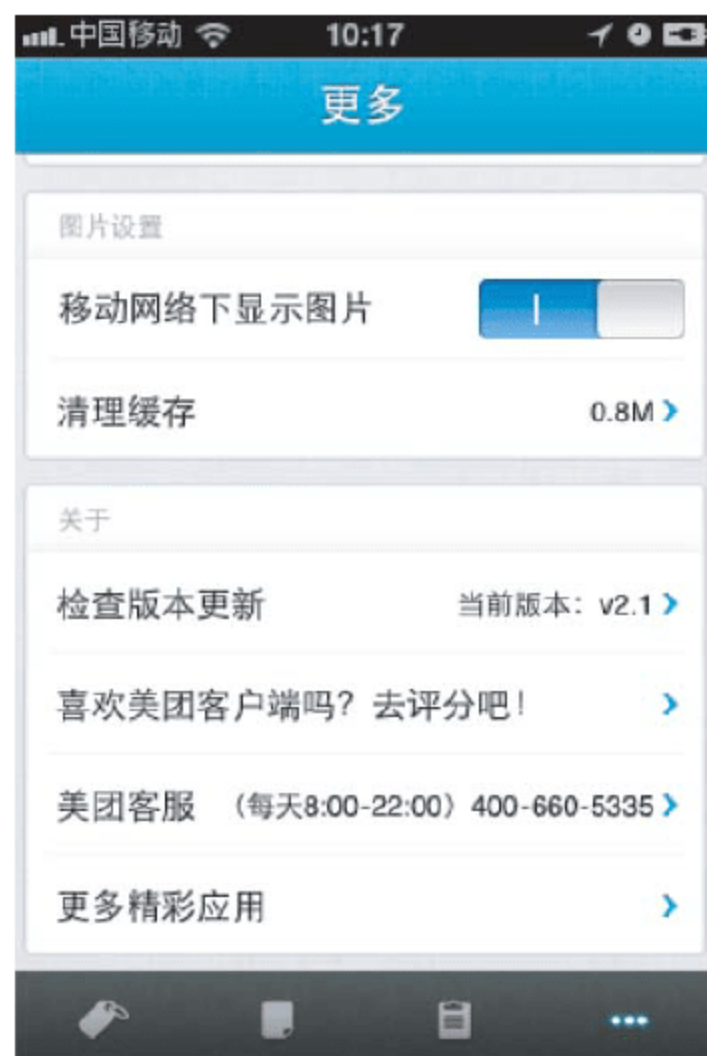 中国移动 10:17
更多
图片设置
移动网络下显示图片
清理缓存 0.8M
关于
检查版本更新 当前版本：v2.1
喜欢美团客户端吗？去评分吧！
美团客服 （每天8:00-22:00）400-660-5335
更多精彩应用